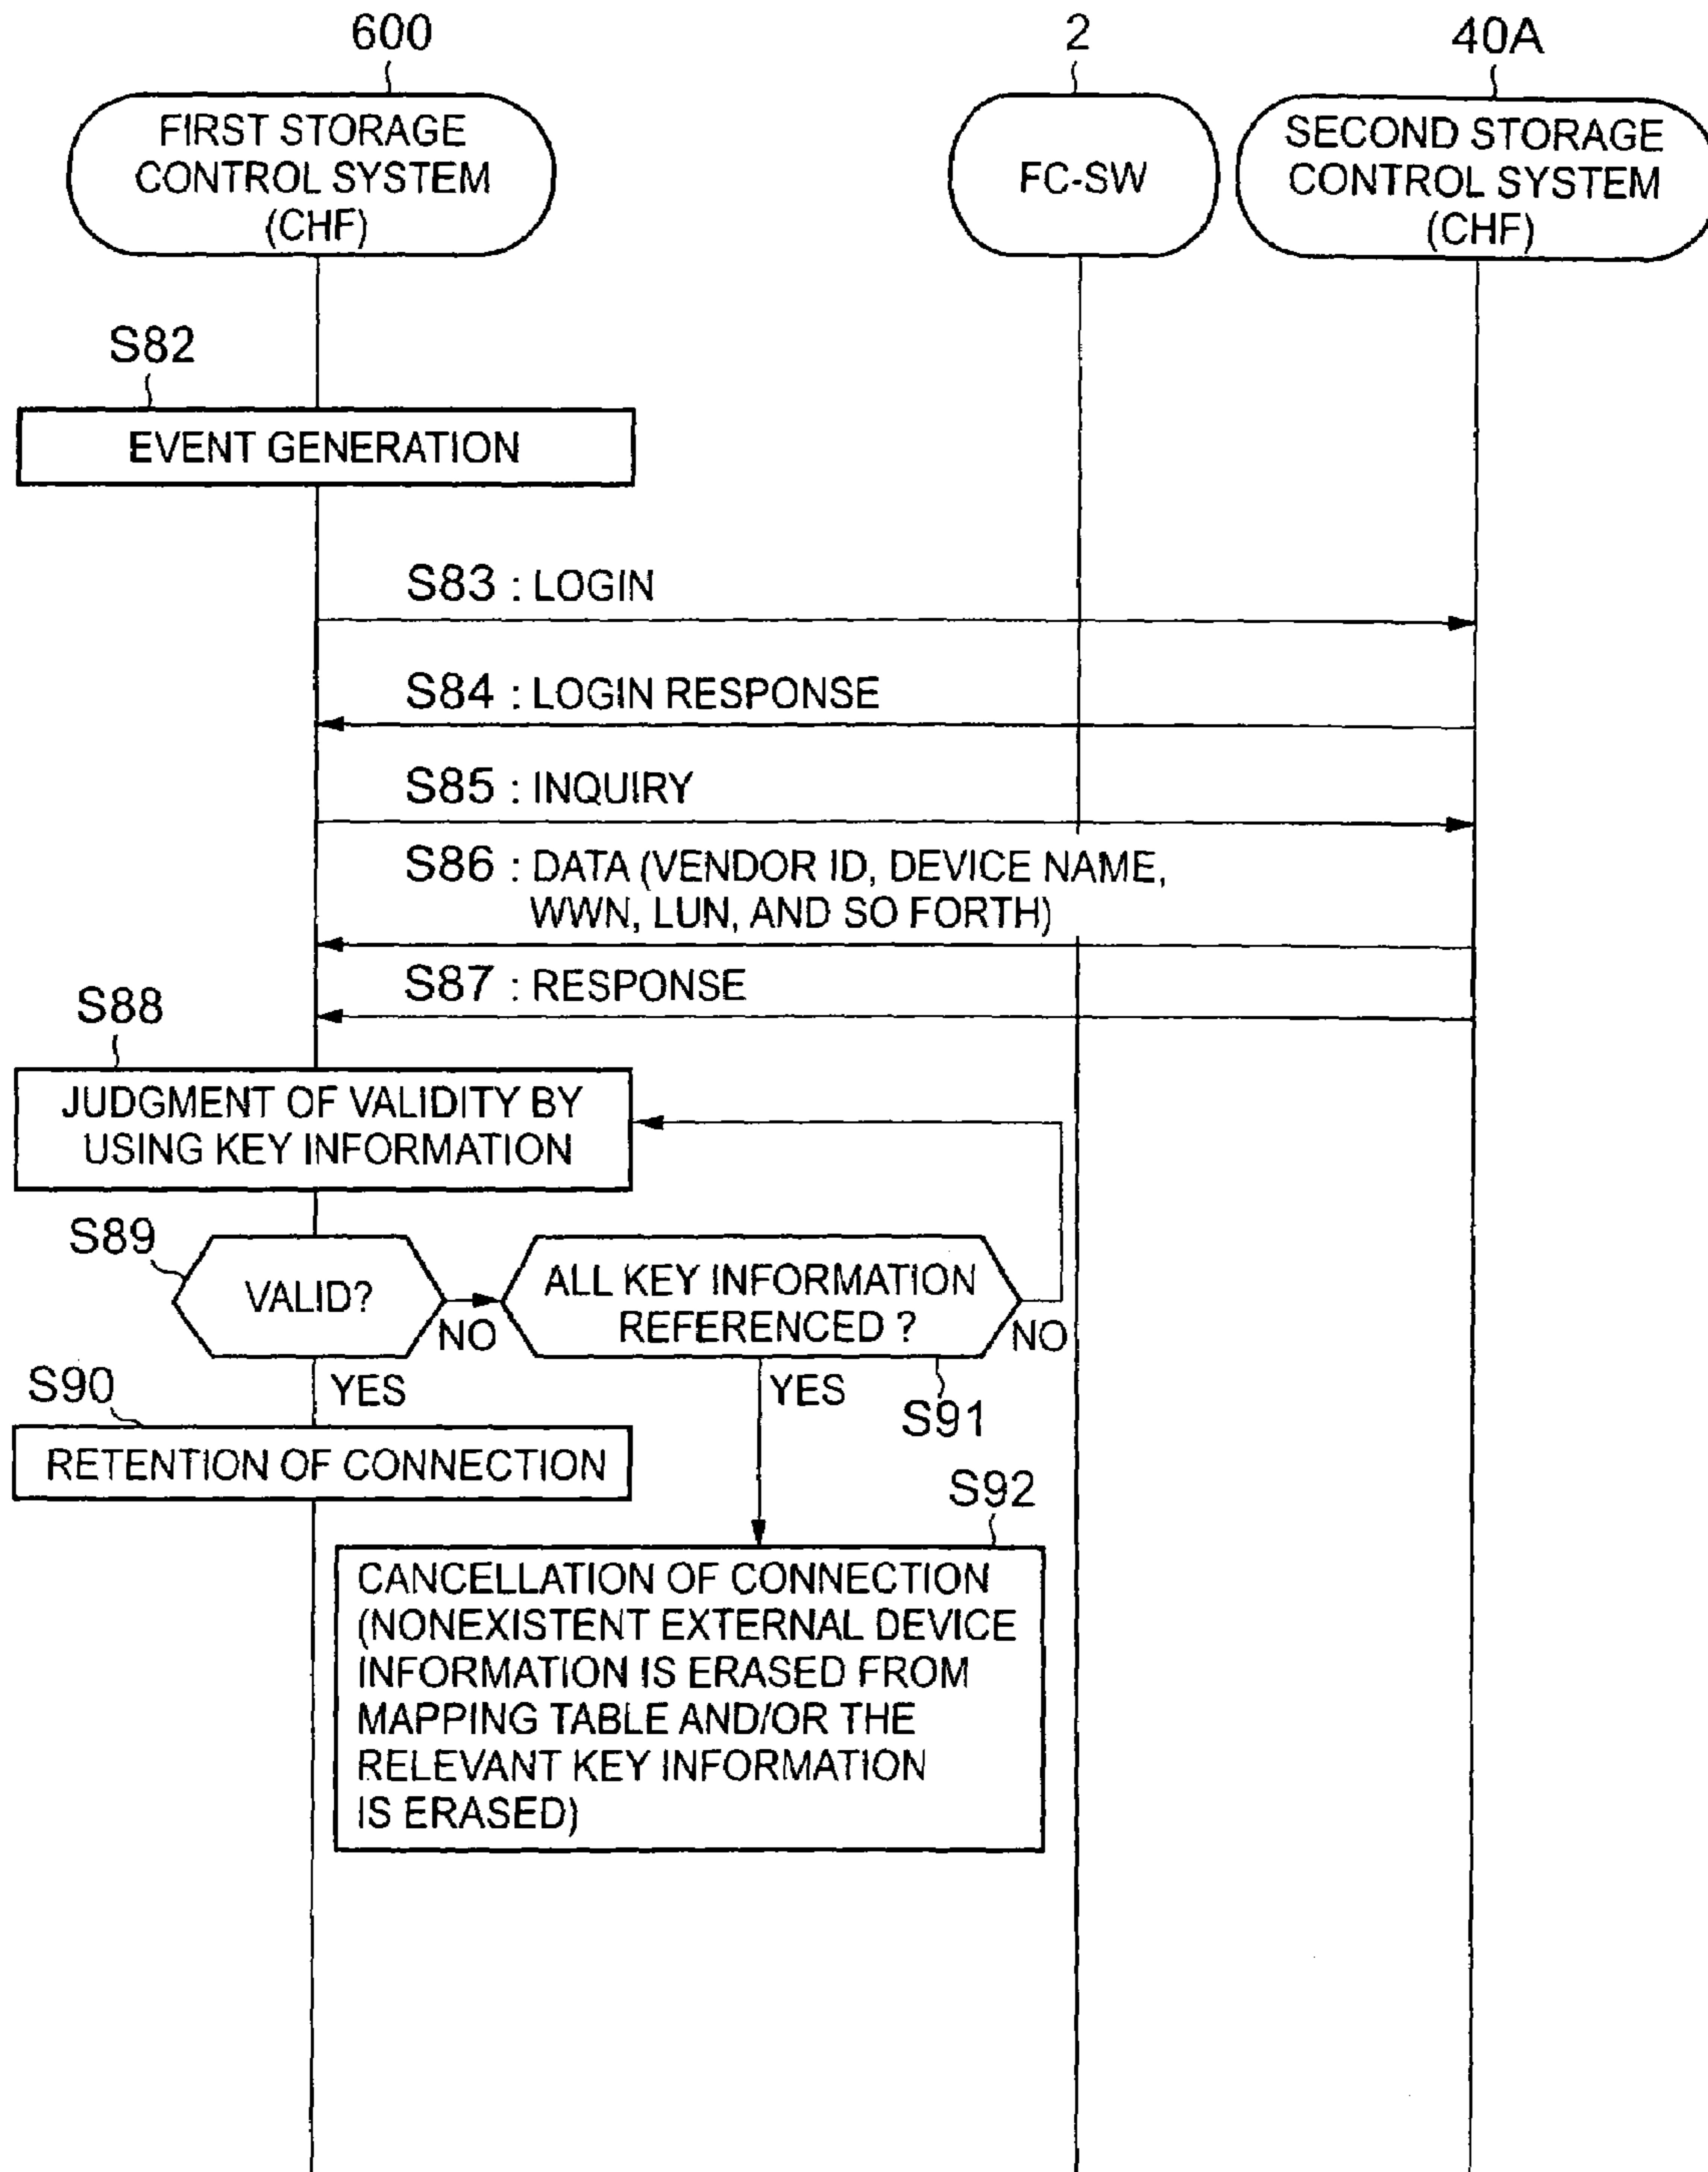 600
2
40A
FIRST STORAGE
CONTROL SYSTEM
(CHF)
FC-SW
SECOND STORAGE
CONTROL SYSTEM
(CHF)
S82
EVENT GENERATION
S83 : LOGIN
S84 : LOGIN RESPONSE
S85 : INQUIRY
S86 : DATA (VENDOR ID, DEVICE NAME,
WWN, LUN, AND SO FORTH)
S87 : RESPONSE
S88
JUDGMENT OF VALIDITY BY
USING KEY INFORMATION
S89
VALID?
NO
ALL KEY INFORMATION
REFERENCED ?
NO
YES
YES
S91
S90
RETENTION OF CONNECTION
S92
CANCELLATION OF CONNECTION
(NONEXISTENT EXTERNAL DEVICE
INFORMATION IS ERASED FROM
MAPPING TABLE AND/OR THE
RELEVANT KEY INFORMATION
IS ERASED)